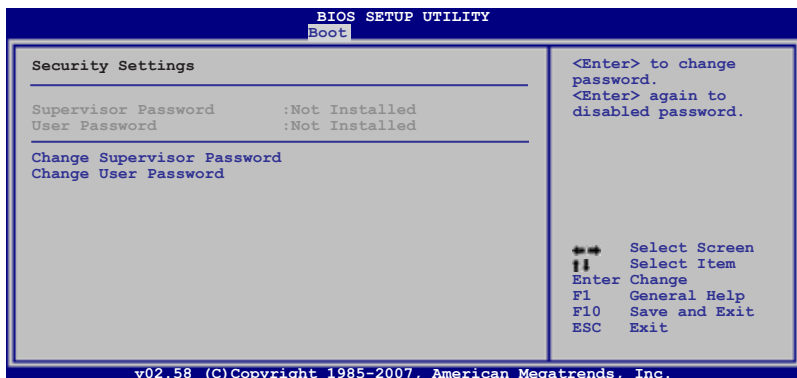 BIOS SETUP UTILITY
Boot
Security Settings
Supervisor Password :Not Installed
User Password :Not Installed
Change Supervisor Password
Change User Password
<Enter> to change
password.
<Enter> again to
disabled password.
←→ Select Screen
↑↓ Select Item
Enter Change
F1 General Help
F10 Save and Exit
ESC Exit
v02.58 (C)Copyright 1985-2007, American Megatrends, Inc.